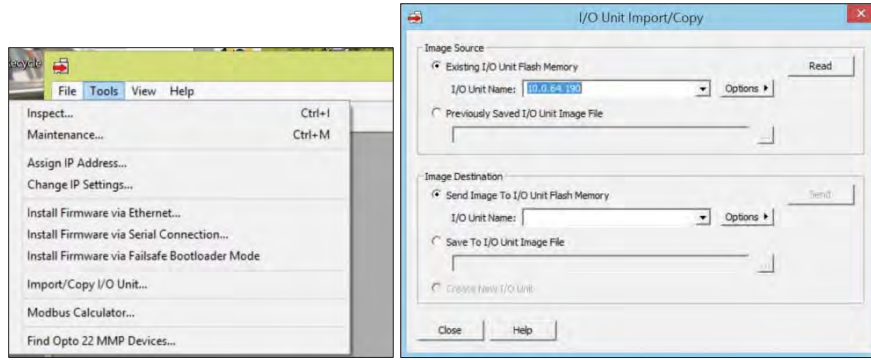 File Tools View Help
Inspect... Ctrl+I
Maintenance... Ctrl+M
Assign IP Address...
Change IP Settings...
Install Firmware via Ethernet...
Install Firmware via Serial Connection...
Install Firmware via Failsafe Bootloader Mode
Import/Copy I/O Unit...
Modbus Calculator...
Find Opto 22 MMP Devices...
I/O Unit Import/Copy
Image Source
Existing I/O Unit Flash Memory Read
I/O Unit Name: 10.0.64.190 Options
Previously Saved I/O Unit Image File
...
Image Destination
Send Image To I/O Unit Flash Memory Send
I/O Unit Name: Options
Save To I/O Unit Image File
...
Create New I/O Unit
Close Help